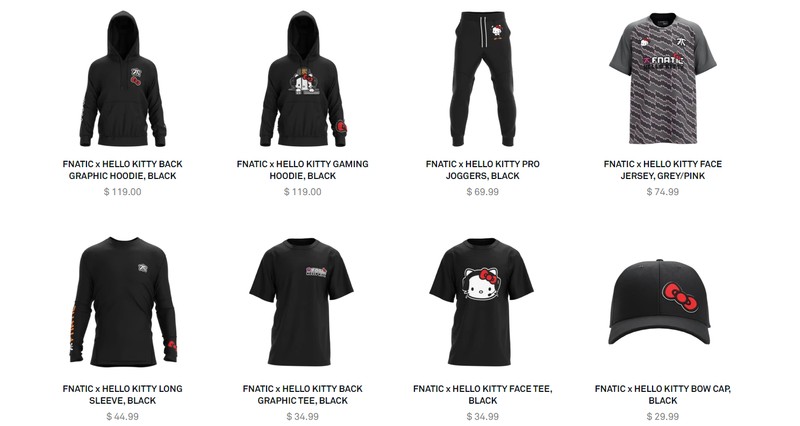 FNATIC x HELLO KITTY BACK
GRAPHIC HOODIE, BLACK
$ 119.00
FNATIC x HELLO KITTY GAMING
HOODIE, BLACK
$ 119.00
FNATIC x HELLO KITTY PRO
JOGGERS, BLACK
$ 69.99
FNATIC
FNATIC x HELLO KITTY FACE
JERSEY, GREY/PINK
$ 74.99
FNATIC x HELLO KITTY LONG
SLEEVE, BLACK
$ 44.99
FNATIC x HELLO KITTY BACK
GRAPHIC TEE, BLACK
$ 34.99
FNATIC x HELLO KITTY FACE TEE,
BLACK
$ 34.99
FNATIC x HELLO KITTY BOW CAP,
BLACK
$ 29.99